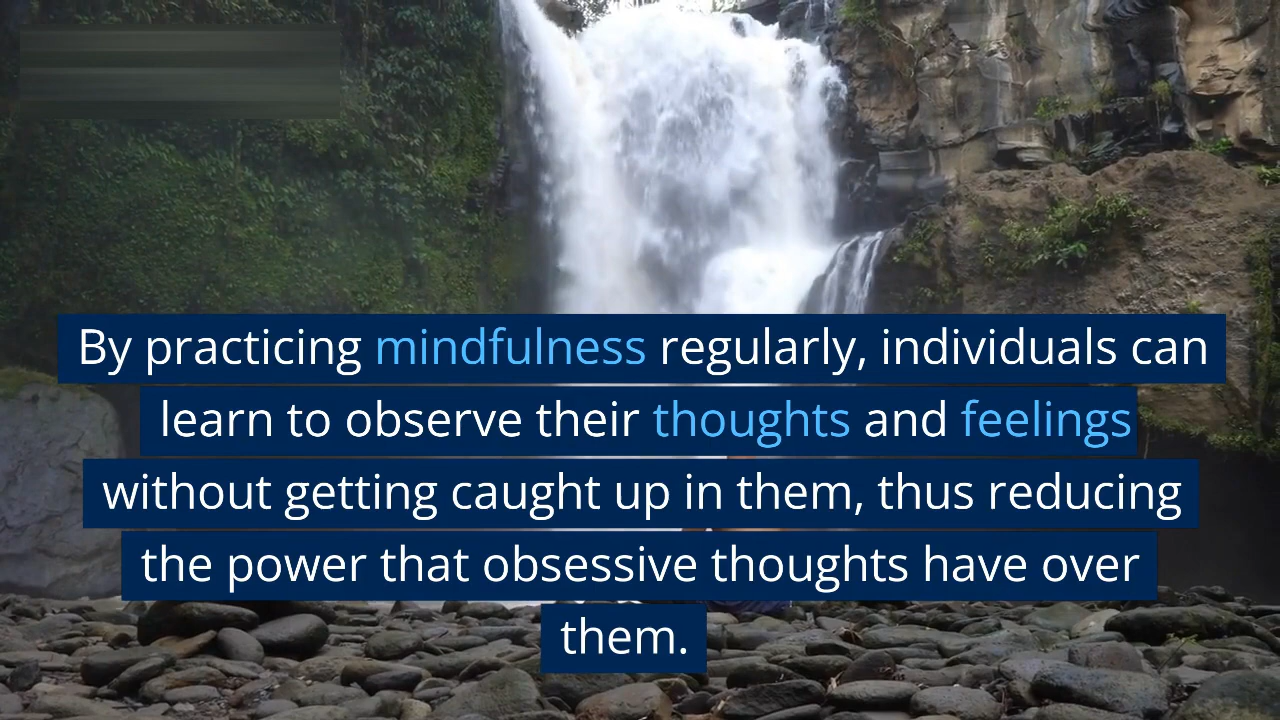 By practicing mindfulness regularly, individuals can
learn to observe their thoughts and feelings
without getting caught up in them, thus reducing
the power that obsessive thoughts have over
them.